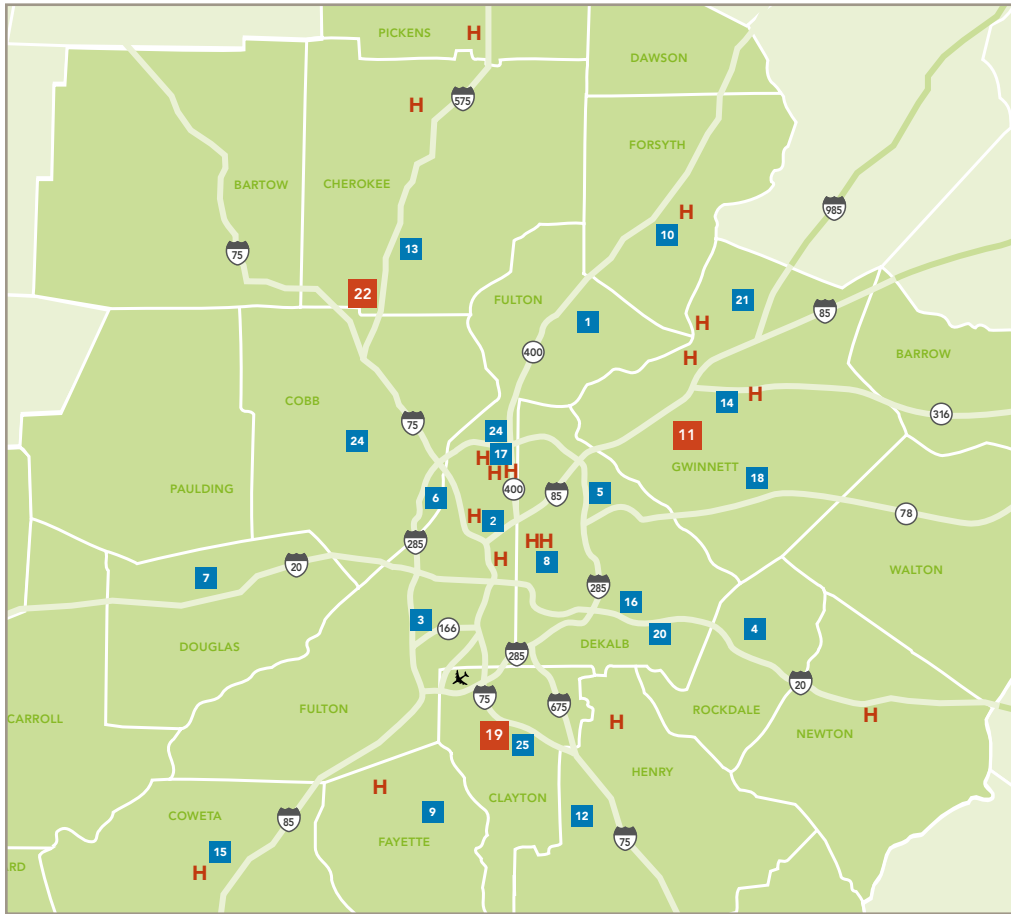 PICKENS
H
DAWSON
575
H
FORSYTH
BARTOW
CHEROKEE
985
H
10
13
75
22
FULTON
21
1
85
H
400
H
BARROW
COBB
H
14
316
75
24
24
11
17
H
GWINNETT
H
H
18
PAULDING
6
400
85
5
78
H
2
285
H
H
H
8
20
WALTON
7
285
16
3
166
4
20
DOUGLAS
DEKALB
285
20
75
675
FULTON
ROCKDALE
CARROLL
H
H
NEWTON
19
25
HENRY
H
CLAYTON
9
12
COWETA
85
FAYETTE
75
15
RD
H